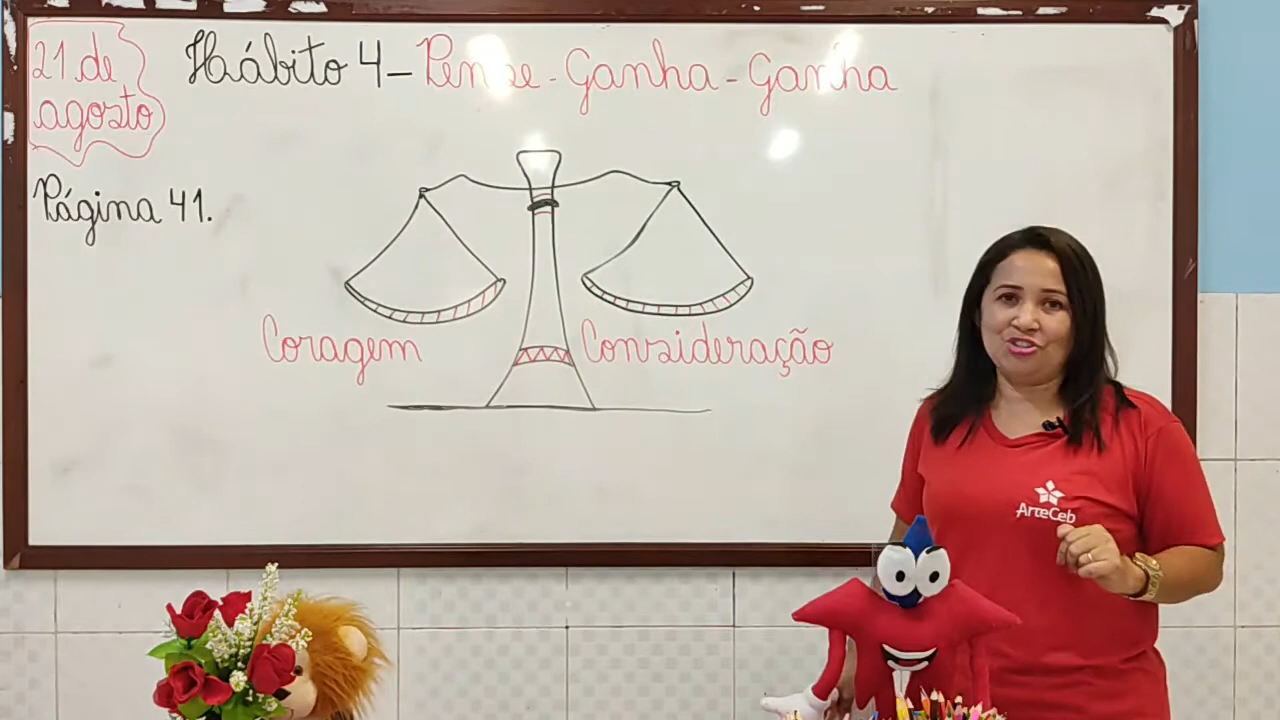 21 de
agosto
Hábito 4 - Pense - Ganha - Ganha
Página 41.
Coragem
Consideração
ArteCeb